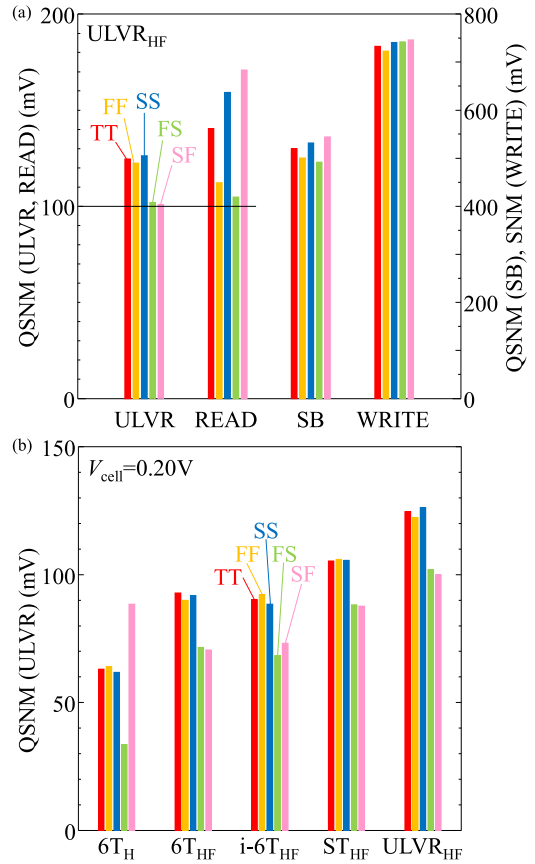 (a)
ULVR_HF
QSNM (ULVR, READ) (mV)
200
100
0
TT
FF
SS
FS
SF
ULVR
READ
SB
WRITE
800
600
400
200
0
QSNM (SB), SNM (WRITE) (mV)
(b)
V_cell=0.20V
QSNM (ULVR) (mV)
150
100
50
0
TT
FF
SS
FS
SF
6T_H
6T_HF
i-6T_HF
ST_HF
ULVR_HF